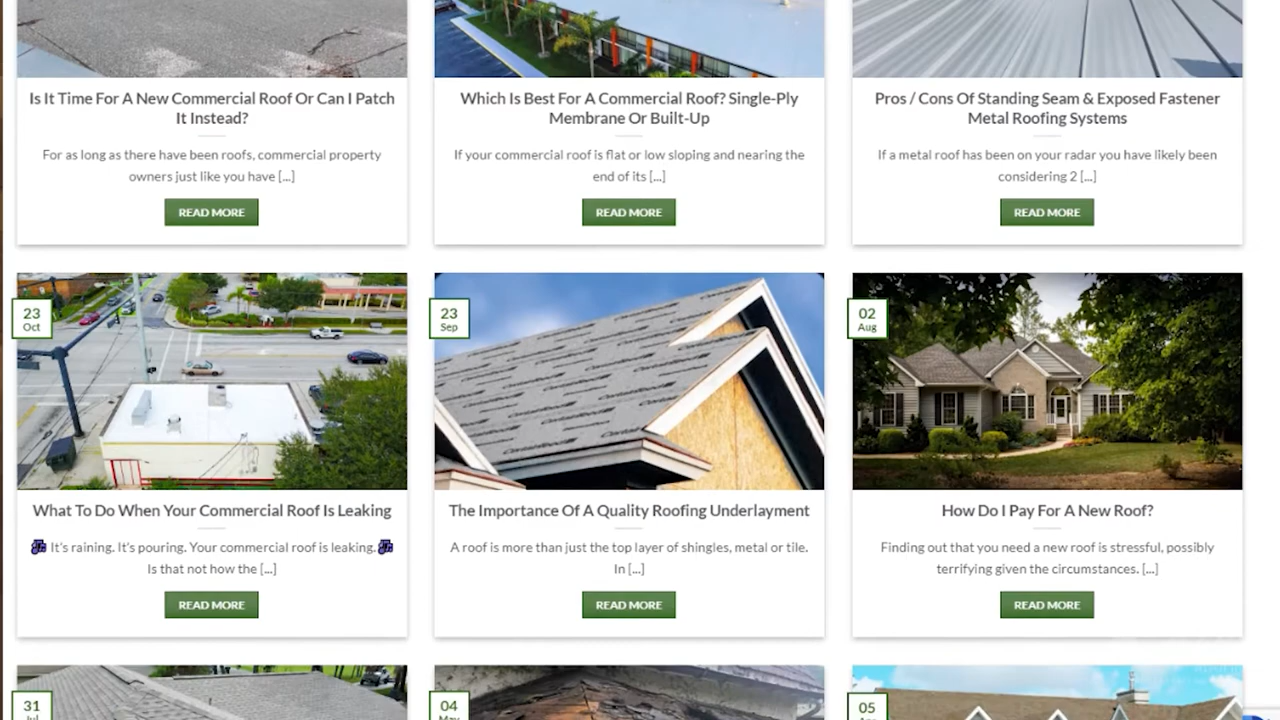 Is It Time For A New Commercial Roof Or Can I Patch
It Instead?
For as long as there have been roofs, commercial property
owners just like you have [...]
READ MORE
Which Is Best For A Commercial Roof? Single-Ply
Membrane Or Built-Up
If your commercial roof is flat or low sloping and nearing the
end of its [...]
READ MORE
Pros / Cons Of Standing Seam & Exposed Fastener
Metal Roofing Systems
If a metal roof has been on your radar you have likely been
considering 2 [...]
READ MORE
23
Oct
What To Do When Your Commercial Roof Is Leaking
It's raining. It's pouring. Your commercial roof is leaking.
Is that not how the [...]
READ MORE
23
Sep
The Importance Of A Quality Roofing Underlayment
A roof is more than just the top layer of shingles, metal or tile.
In [...]
READ MORE
02
Aug
How Do I Pay For A New Roof?
Finding out that you need a new roof is stressful, possibly
terrifying given the circumstances. [...]
READ MORE
31
Jul
04
May
05